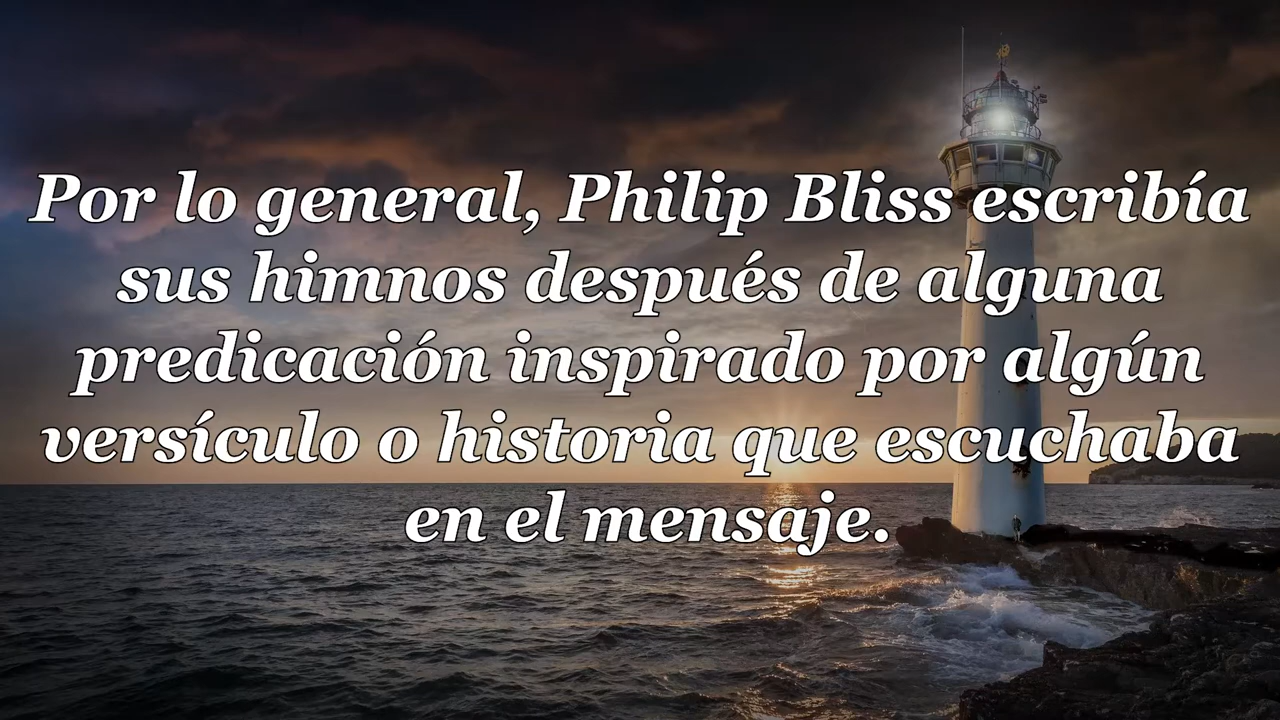 Por lo general, Philip Bliss escribía
sus himnos después de alguna
predicación inspirado por algún
versículo o historia que escuchaba
en el mensaje.